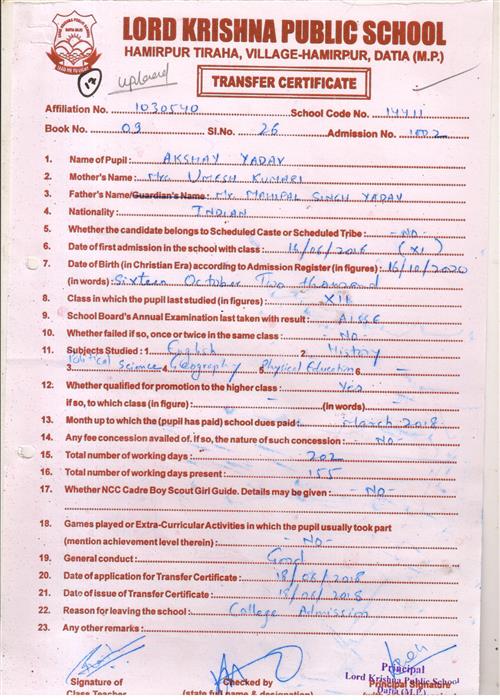 LORD KRISHNA PUBLIC SCHOOL
HAMIRPUR TIRAHA, VILLAGE-HAMIRPUR, DATIA (M.P.)
17 uploaded
TRANSFER CERTIFICATE
Affiliation No. 1030540 School Code No. 14411
Book No. 09 Sl.No. 26 Admission No. 1002
1. Name of Pupil : AKSHAY YADAV
2. Mother's Name : Mrs UMESH KUMARI
3. Father's Name/Guardian's Name : Mr. MAHIPAL SINGH YADAV
4. Nationality : INDIAN
5. Whether the candidate belongs to Scheduled Caste or Scheduled Tribe : -NO-
6. Date of first admission in the school with class : 16/06/2016 (XI)
7. Date of Birth (in Christian Era) according to Admission Register (in figures) : 16/10/2020
(in words) : Sixteen October Two thousand
8. Class in which the pupil last studied (in figures) : XII
9. School Board's Annual Examination last taken with result : AISSE
10. Whether failed if so, once or twice in the same class : -No-
11. Subjects Studied : 1. English 2. History
3. Political Science 4. Geography 5. Physical Education 6. —
12. Whether qualified for promotion to the higher class : Yes
if so, to which class (in figure) : — (in words) —
13. Month up to which the (pupil has paid) school dues paid : March 2018
14. Any fee concession availed of. if so, the nature of such concession : -No-
15. Total number of working days : 202
16. Total number of working days present : 155
17. Whether NCC Cadre Boy Scout Girl Guide. Details may be given : -No-
18. Games played or Extra-Curricular Activities in which the pupil usually took part
(mention achievement level therein) : -No-
19. General conduct : Good
20. Date of application for Transfer Certificate : 18/06/2018
21. Date of issue of Transfer Certificate : 18/06/2018
22. Reason for leaving the school : College Admission
23. Any other remarks :
Signature of Checked by Principal
Class Teacher (state full name & designation) Principal Signature
Lord Krishna Public School
Datia (M.P.)